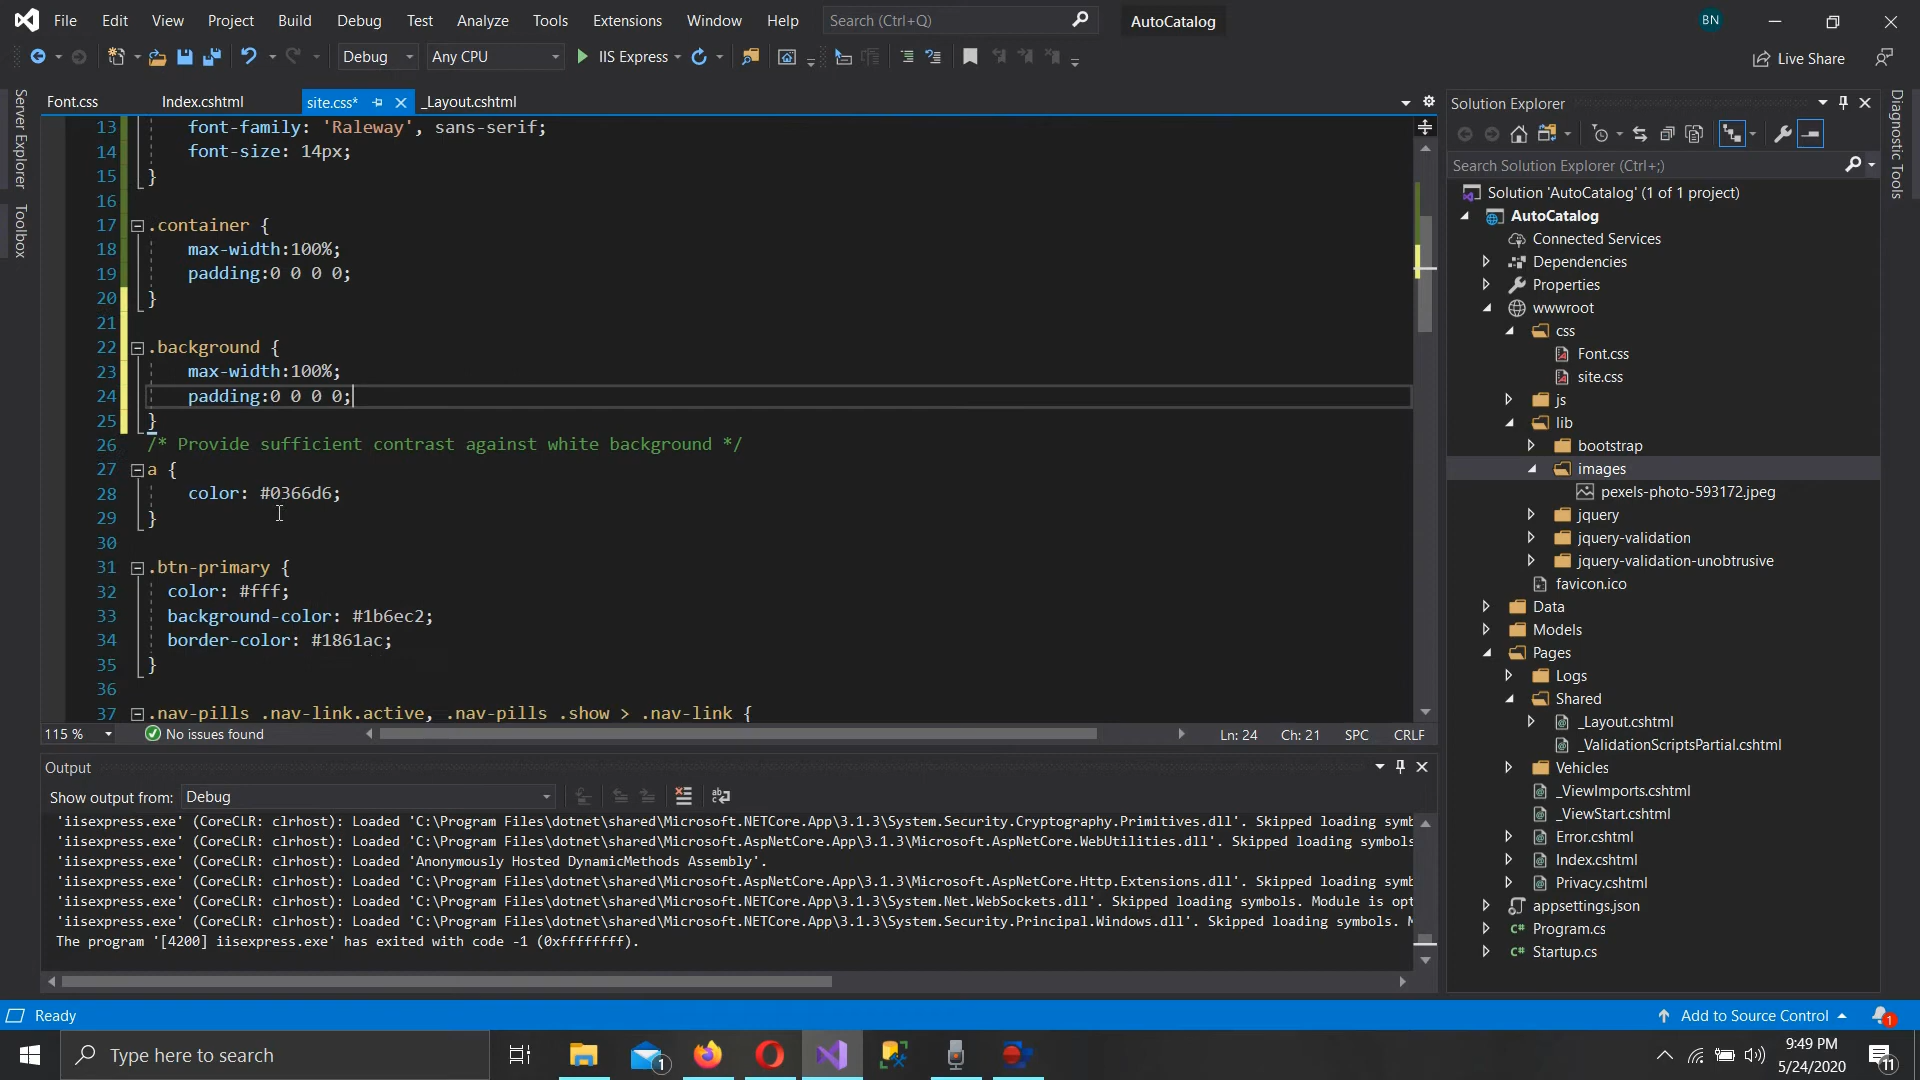 File Edit View Project Build Debug Test Analyze Tools Extensions Window Help Search (Ctrl+Q) AutoCatalog BN
Debug Any CPU IIS Express Live Share
Server Explorer
Toolbox
Font.css Index.cshtml site.css* _Layout.cshtml
13 font-family: 'Raleway', sans-serif;
14 font-size: 14px;
15 }
16
17 .container {
18 max-width:100%;
19 padding:0 0 0 0;
20 }
21
22 .background {
23 max-width:100%;
24 padding:0 0 0 0;
25 }
26 /* Provide sufficient contrast against white background */
27 a {
28 color: #0366d6;
29 }
30
31 .btn-primary {
32 color: #fff;
33 background-color: #1b6ec2;
34 border-color: #1861ac;
35 }
36
37 .nav-pills .nav-link.active, .nav-pills .show > .nav-link {
115 % No issues found Ln: 24 Ch: 21 SPC CRLF
Output
Show output from: Debug
'iisexpress.exe' (CoreCLR: clrhost): Loaded 'C:\Program Files\dotnet\shared\Microsoft.NETCore.App\3.1.3\System.Security.Cryptography.Primitives.dll'. Skipped loading symb
'iisexpress.exe' (CoreCLR: clrhost): Loaded 'C:\Program Files\dotnet\shared\Microsoft.AspNetCore.App\3.1.3\Microsoft.AspNetCore.WebUtilities.dll'. Skipped loading symbols
'iisexpress.exe' (CoreCLR: clrhost): Loaded 'Anonymously Hosted DynamicMethods Assembly'.
'iisexpress.exe' (CoreCLR: clrhost): Loaded 'C:\Program Files\dotnet\shared\Microsoft.AspNetCore.App\3.1.3\Microsoft.AspNetCore.Http.Extensions.dll'. Skipped loading symb
'iisexpress.exe' (CoreCLR: clrhost): Loaded 'C:\Program Files\dotnet\shared\Microsoft.NETCore.App\3.1.3\System.Net.WebSockets.dll'. Skipped loading symbols. Module is opt
'iisexpress.exe' (CoreCLR: clrhost): Loaded 'C:\Program Files\dotnet\shared\Microsoft.NETCore.App\3.1.3\System.Security.Principal.Windows.dll'. Skipped loading symbols. M
The program '[4200] iisexpress.exe' has exited with code -1 (0xffffffff).
Solution Explorer
Search Solution Explorer (Ctrl+;)
Solution 'AutoCatalog' (1 of 1 project)
AutoCatalog
Connected Services
Dependencies
Properties
wwwroot
css
Font.css
site.css
js
lib
bootstrap
images
pexels-photo-593172.jpeg
jquery
jquery-validation
jquery-validation-unobtrusive
favicon.ico
Data
Models
Pages
Logs
Shared
_Layout.cshtml
_ValidationScriptsPartial.cshtml
Vehicles
_ViewImports.cshtml
_ViewStart.cshtml
Error.cshtml
Index.cshtml
Privacy.cshtml
appsettings.json
Program.cs
Startup.cs
Diagnostic Tools
Ready Add to Source Control 1
Type here to search 1 9:49 PM
5/24/2020 11